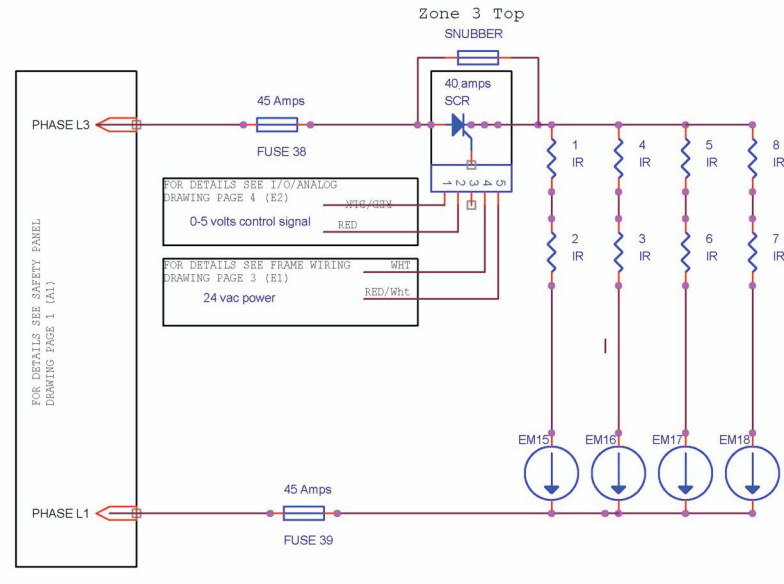 Zone 3 Top
SNUBBER
40,amps
SCR
45 Amps
PHASE L3
FUSE 38
1
IR
4
IR
5
IR
8
IR
1 2 3 4 5
FOR DETAILS SEE I/O/ANALOG
DRAWING PAGE 4 (E2)
RED/BLK
0-5 volts control signal
RED
2
IR
3
IR
6
IR
7
IR
FOR DETAILS SEE FRAME WIRING
DRAWING PAGE 3 (E1)
WHT
RED/Wht
24 vac power
FOR DETAILS SEE SAFETY PANEL
DRAWING PAGE 1 (A1)
EM15
EM16
EM17
EM18
45 Amps
PHASE L1
FUSE 39